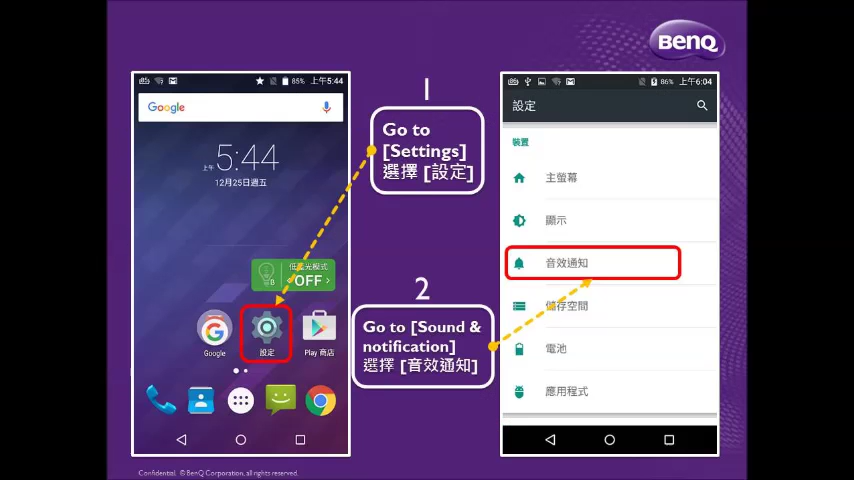 BenQ
85% 上午5:44
Google
上午 5:44
12月25日週五
低藍光模式
OFF
Google
設定
Play 商店
1
Go to
[Settings]
選擇 [設定]
2
Go to [Sound &
notification]
選擇 [音效通知]
86% 上午6:04
設定
裝置
主螢幕
顯示
音效通知
儲存空間
電池
應用程式
Confidential. © BenQ Corporation, all rights reserved.